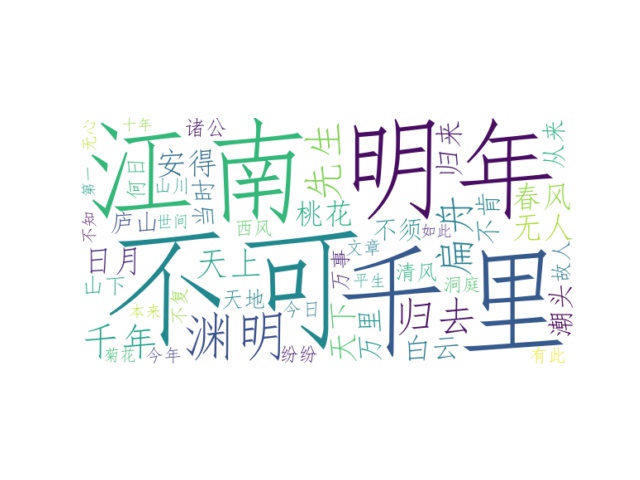 无心
十年
诸公
江南
明年
归来
从来
先生
第一
何日
安得
山川
当时
不知
庐山
世间
西风
桃花
不须
如此
扁舟
不肯
春风
无人
不可
日月
天上
万事
文章
平生
清风
千里
洞庭
故人
潮头
山下
本来
不复
天地
今日
天下
万里
归去
千年
渊明
白云
菊花
今年
纷纷
有此